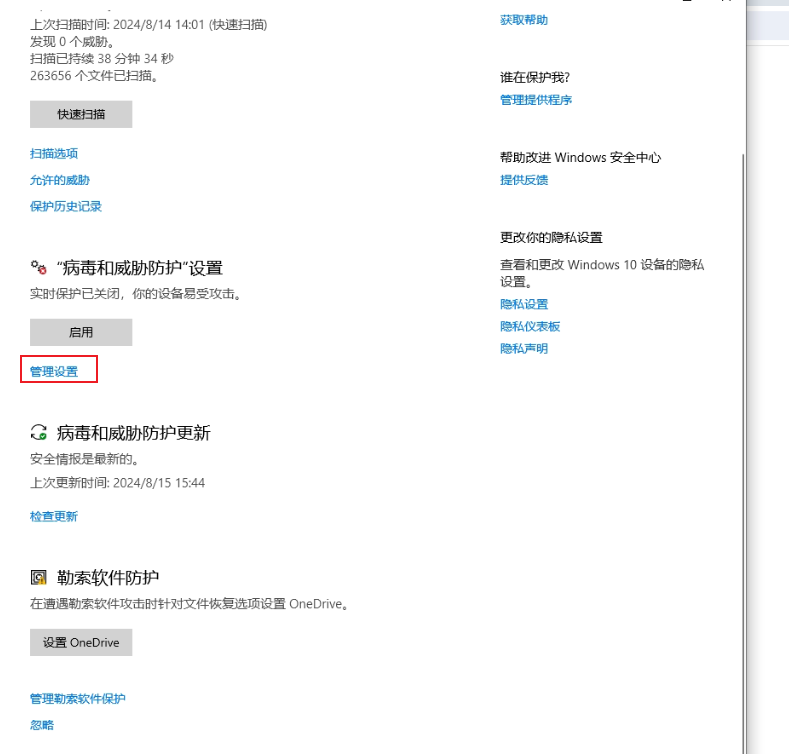 上次扫描时间: 2024/8/14 14:01 (快速扫描)
发现 0 个威胁。
扫描已持续 38 分钟 34 秒
263656 个文件已扫描。
快速扫描
扫描选项
允许的威胁
保护历史记录
“病毒和威胁防护”设置
实时保护已关闭，你的设备易受攻击。
启用
管理设置
病毒和威胁防护更新
安全情报是最新的。
上次更新时间: 2024/8/15 15:44
检查更新
勒索软件防护
在遭遇勒索软件攻击时针对文件恢复选项设置 OneDrive。
设置 OneDrive
管理勒索软件保护
忽略
获取帮助
谁在保护我?
管理提供程序
帮助改进 Windows 安全中心
提供反馈
更改你的隐私设置
查看和更改 Windows 10 设备的隐私
设置。
隐私设置
隐私仪表板
隐私声明